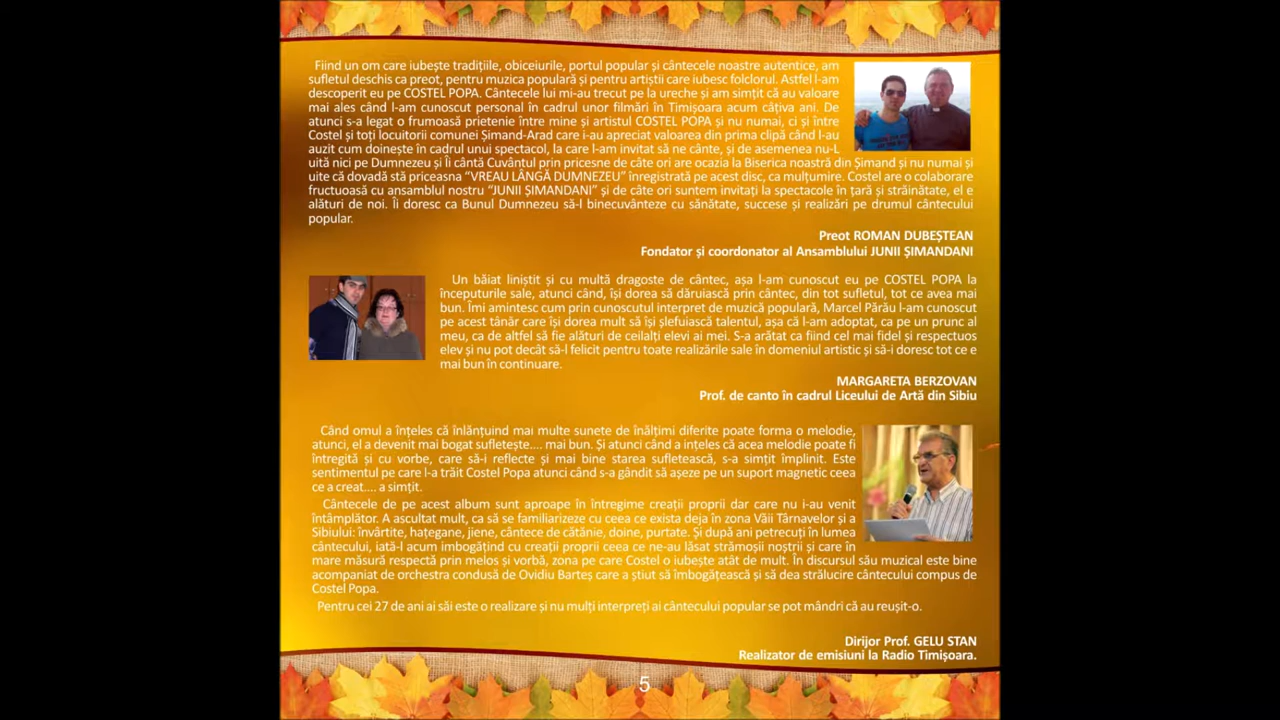 Fiind un om care iubește tradițiile, obiceiurile, portul popular și cântecele noastre autentice, am
sufletul deschis ca preot, pentru muzica populară și pentru artiștii care iubesc folclorul. Astfel l-am
descoperit eu pe COSTEL POPA. Cântecele lui mi-au trecut pe la ureche și am simțit că au valoare
mai ales când l-am cunoscut personal în cadrul unor filmări în Timișoara acum câțiva ani. De
atunci s-a legat o frumoasă prietenie între mine și artistul COSTEL POPA și nu numai, ci și între
Costel și toți locuitorii comunei Șimand-Arad care i-au apreciat valoarea din prima clipă când l-au
auzit cum doinește în cadrul unui spectacol, la care l-am invitat să ne cânte, și de asemenea nu-L
uită nici pe Dumnezeu și Îi cântă Cuvântul prin pricesne de câte ori are ocazia la Biserica noastră din Șimand și nu numai și
uite că dovadă stă priceasna “VREAU LÂNGĂ DUMNEZEU” înregistrată pe acest disc, ca mulțumire. Costel are o colaborare
fructuoasă cu ansamblul nostru “JUNII ȘIMANDANI” și de câte ori suntem invitați la spectacole în țară și străinătate, el e
alături de noi. Îi doresc ca Bunul Dumnezeu să-l binecuvânteze cu sănătate, succese și realizări pe drumul cântecului
popular.
Preot ROMAN DUBEȘTEAN
Fondator și coordonator al Ansamblului JUNII ȘIMANDANI
Un băiat liniștit și cu multă dragoste de cântec, așa l-am cunoscut eu pe COSTEL POPA la
începuturile sale, atunci când, își dorea să dăruiască prin cântec, din tot sufletul, tot ce avea mai
bun. Îmi amintesc cum prin cunoscutul interpret de muzică populară, Marcel Părău l-am cunoscut
pe acest tânăr care își dorea mult să își șlefuiască talentul, așa că l-am adoptat, ca pe un prunc al
meu, ca de altfel să fie alături de ceilalți elevi ai mei. S-a arătat ca fiind cel mai fidel și respectuos
elev și nu pot decât să-l felicit pentru toate realizările sale în domeniul artistic și să-i doresc tot ce e
mai bun în continuare.
MARGARETA BERZOVAN
Prof. de canto în cadrul Liceului de Artă din Sibiu
Când omul a înțeles că înlănțuind mai multe sunete de înălțimi diferite poate forma o melodie,
atunci, el a devenit mai bogat sufletește.... mai bun. Și atunci când a ințeles că acea melodie poate fi
întregită și cu vorbe, care să-i reflecte și mai bine starea sufletească, s-a simțit împlinit. Este
sentimentul pe care l-a trăit Costel Popa atunci când s-a gândit să așeze pe un suport magnetic ceea
ce a creat.... a simțit.
Cântecele de pe acest album sunt aproape în întregime creații proprii dar care nu i-au venit
întâmplător. A ascultat mult, ca să se familiarizeze cu ceea ce exista deja în zona Văii Târnavelor și a
Sibiului: învârtite, hațegane, jiene, cântece de cătănie, doine, purtate. Și după ani petrecuți în lumea
cântecului, iată-l acum imbogățind cu creații proprii ceea ce ne-au lăsat strămoșii noștrii și care în
mare măsură respectă prin melos și vorbă, zona pe care Costel o iubește atât de mult. În discursul său muzical este bine
acompaniat de orchestra condusă de Ovidiu Barteș care a știut să îmbogățească și să dea strălucire cântecului compus de
Costel Popa.
Pentru cei 27 de ani ai săi este o realizare și nu mulți interpreți ai cântecului popular se pot mândri că au reușit-o.
Dirijor Prof. GELU STAN
Realizator de emisiuni la Radio Timișoara.
5